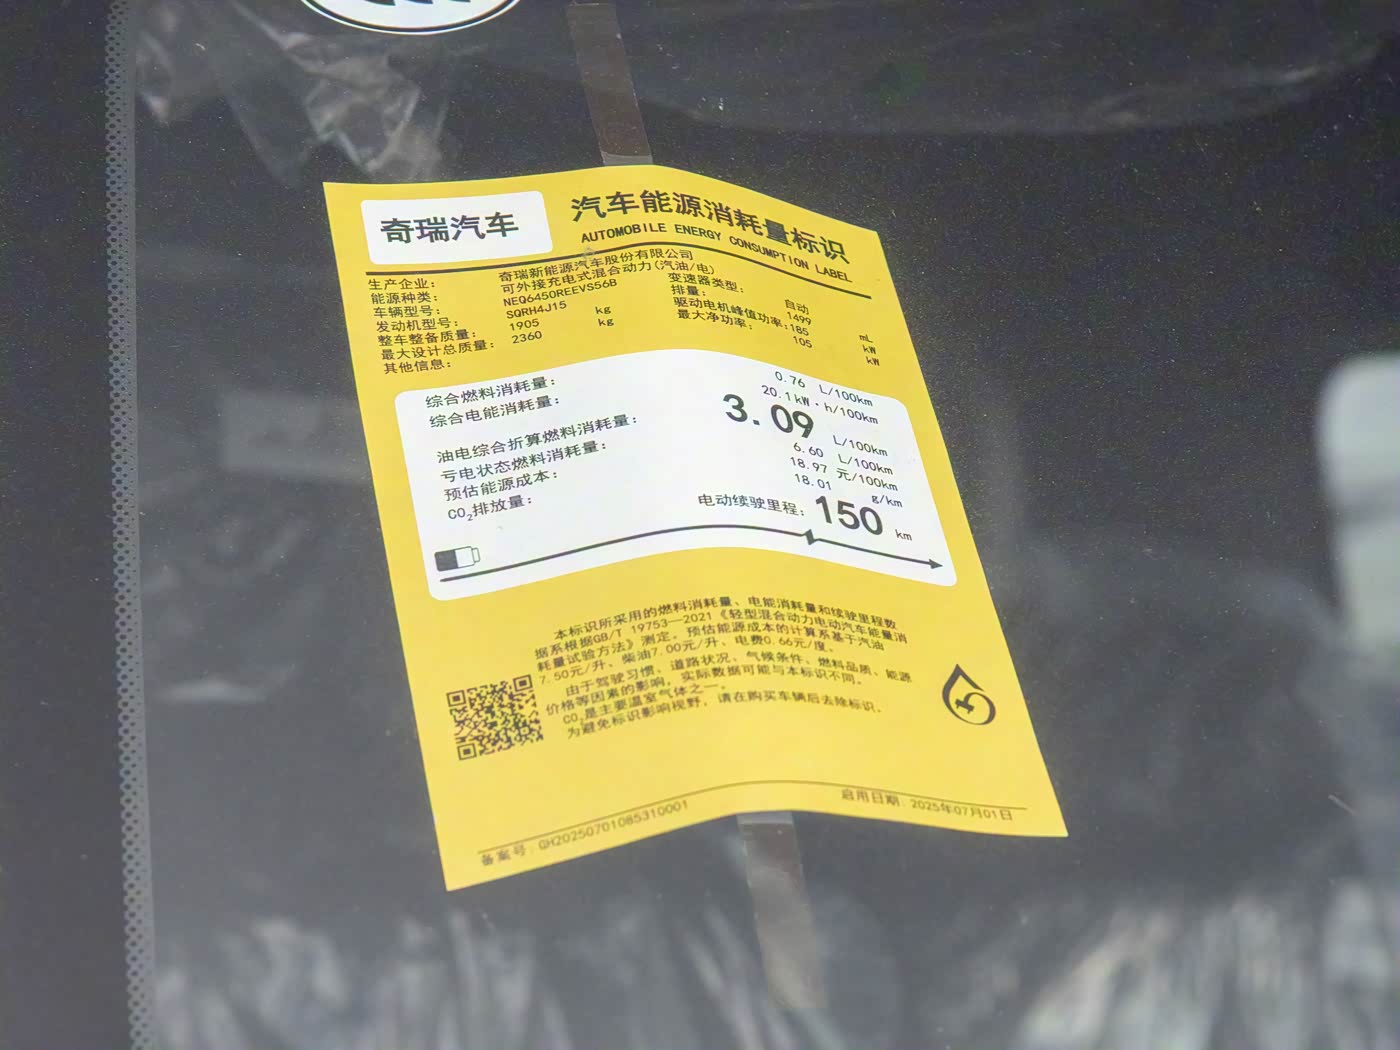 奇瑞汽车
汽车能源消耗量标识
AUTOMOBILE ENERGY CONSUMPTION LABEL
生产企业: 奇瑞新能源汽车股份有限公司
能源种类: 可外接充电式混合动力(汽油/电)
车辆型号: NEQ6450REEVS56B 变速器类型: 自动
发动机型号: SQRH4J15 排量: 1499 mL
整车整备质量: 1905 kg 驱动电机峰值功率: 185 kW
最大设计总质量: 2360 kg 最大净功率: 105 kW
其他信息:
综合燃料消耗量: 0.76 L/100km
综合电能消耗量: 20.1 kW·h/100km
油电综合折算燃料消耗量: 3.09 L/100km
亏电状态燃料消耗量: 6.60 L/100km
预估能源成本: 18.97 元/100km
CO₂排放量: 18.01 g/km
电动续驶里程: 150 km
本标识所采用的燃料消耗量、电能消耗量和续驶里程数
据系根据GB/T 19753—2021《轻型混合动力电动汽车能量消
耗量试验方法》测定。预估能源成本的计算系基于汽油
7.50元/升、柴油7.00元/升、电费0.66元/度。
由于驾驶习惯、道路状况、气候条件、燃料品质、能源
价格等因素的影响，实际数据可能与本标识不同。
CO₂是主要温室气体之一。
为避免标识影响视野，请在购买车辆后去除标识。
备案号: GH20250701085310001
启用日期: 2025年07月01日